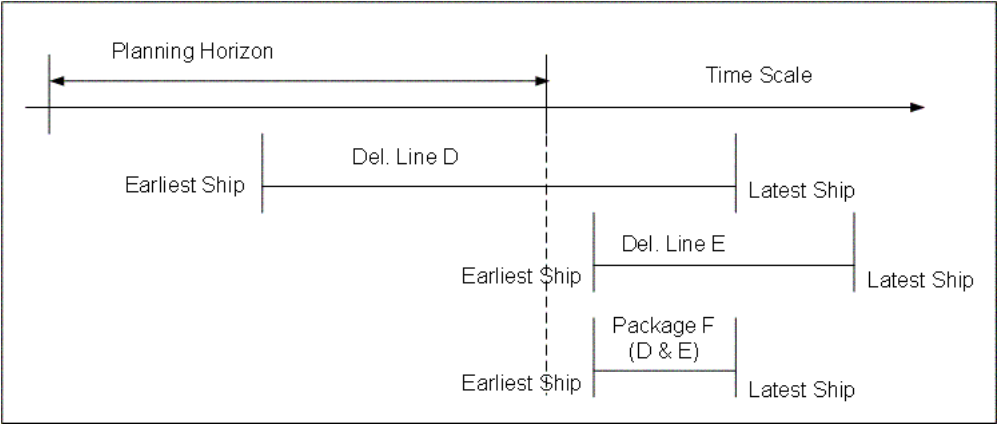 Planning Horizon
Time Scale
Del. Line D
Earliest Ship
Latest Ship
Del. Line E
Earliest Ship
Latest Ship
Package F
(D & E)
Earliest Ship
Latest Ship